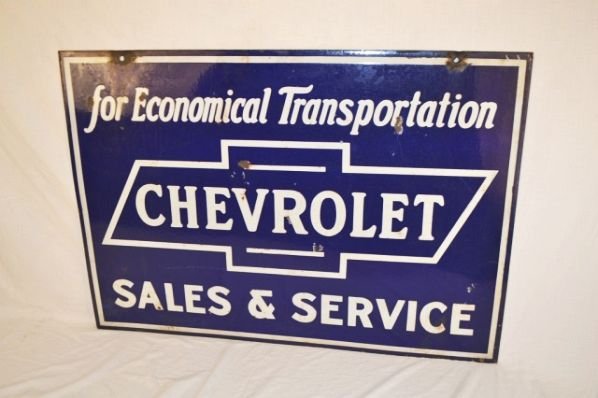 for Economical Transportation
CHEVROLET
SALES & SERVICE